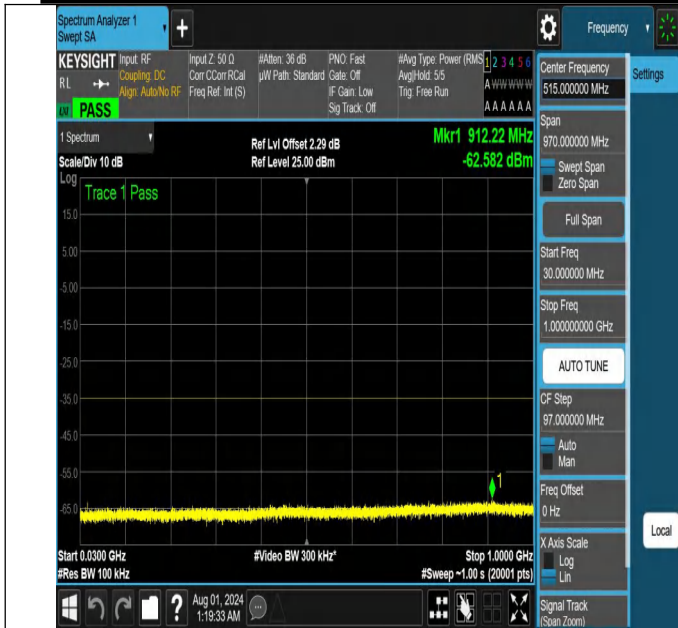 Spectrum Analyzer 1
Swept SA
+
Frequency
KEYSIGHT
RL
LXI PASS
Input: RF
Coupling: DC
Align: Auto/No RF
Input Z: 50 Ω
Corr CCorr RCal
Freq Ref: Int (S)
#Atten: 36 dB
µW Path: Standard
PNO: Fast
Gate: Off
IF Gain: Low
Sig Track: Off
#Avg Type: Power (RMS
Avg|Hold: 5/5
Trig: Free Run
1 2 3 4 5 6
A W W W W W
A A A A A A
1 Spectrum
Scale/Div 10 dB
Ref Lvl Offset 2.29 dB
Ref Level 25.00 dBm
Mkr1 912.22 MHz
-62.582 dBm
Log
Trace 1 Pass
15.0
5.00
-5.00
-15.0
-25.0
-35.0
-45.0
-55.0
-65.0
1
Start 0.0300 GHz
#Res BW 100 kHz
#Video BW 300 kHz*
Stop 1.0000 GHz
#Sweep ~1.00 s (20001 pts)
Aug 01, 2024
1:19:33 AM
?
Center Frequency
515.000000 MHz
Settings
Span
970.000000 MHz
Swept Span
Zero Span
Full Span
Start Freq
30.000000 MHz
Stop Freq
1.000000000 GHz
AUTO TUNE
CF Step
97.000000 MHz
Auto
Man
Freq Offset
0 Hz
Local
X Axis Scale
Log
Lin
Signal Track
(Span Zoom)